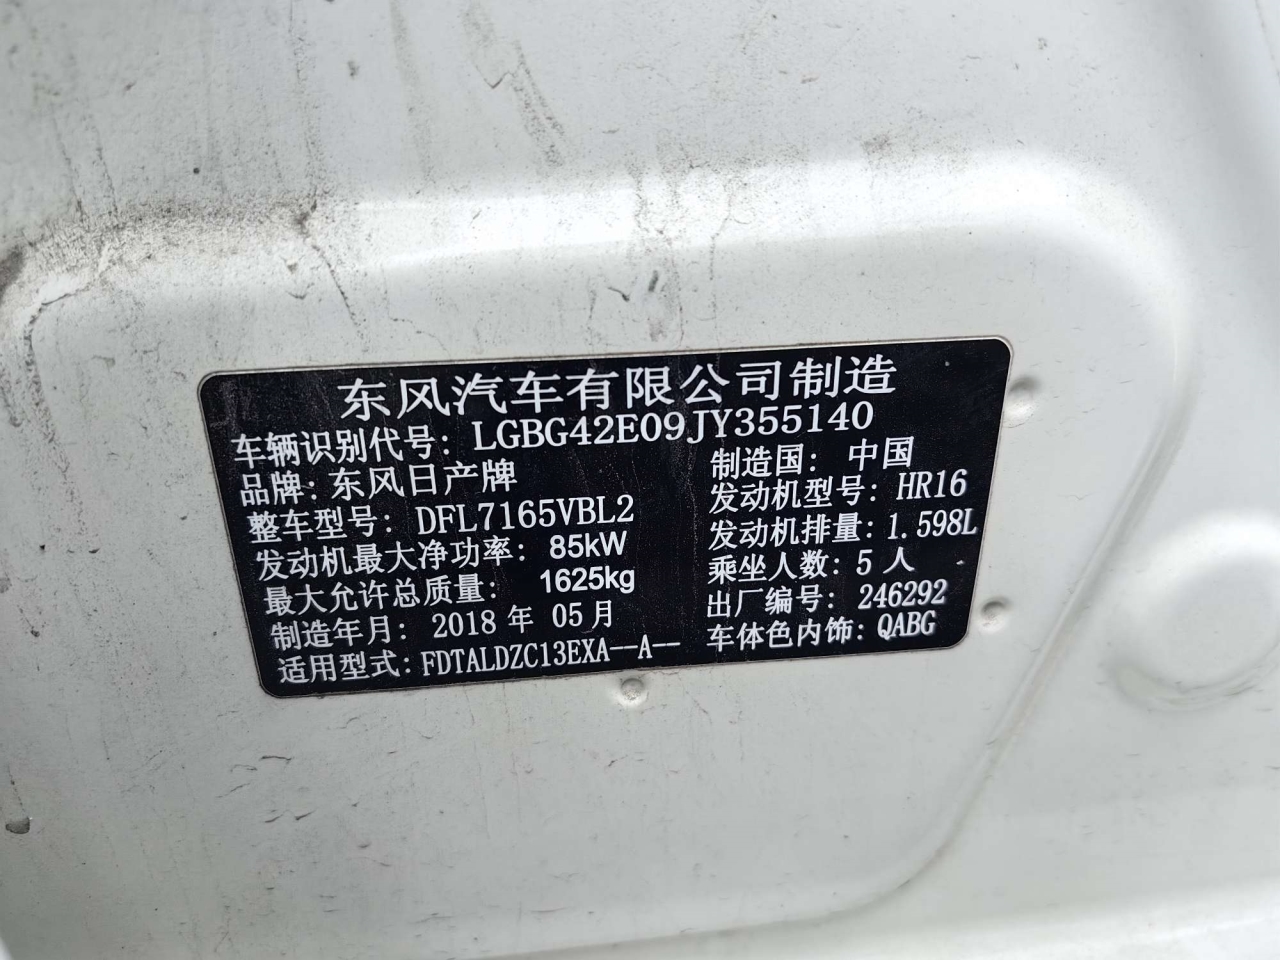 东风汽车有限公司制造
车辆识别代号: LGBG42E09JY355140
品牌: 东风日产牌 制造国: 中国
整车型号: DFL7165VBL2 发动机型号: HR16
发动机最大净功率: 85kW 发动机排量: 1.598L
最大允许总质量: 1625kg 乘坐人数: 5 人
制造年月: 2018 年 05 月 出厂编号: 246292
适用型式: FDTALDZC13EXA--A-- 车体色内饰: QABG